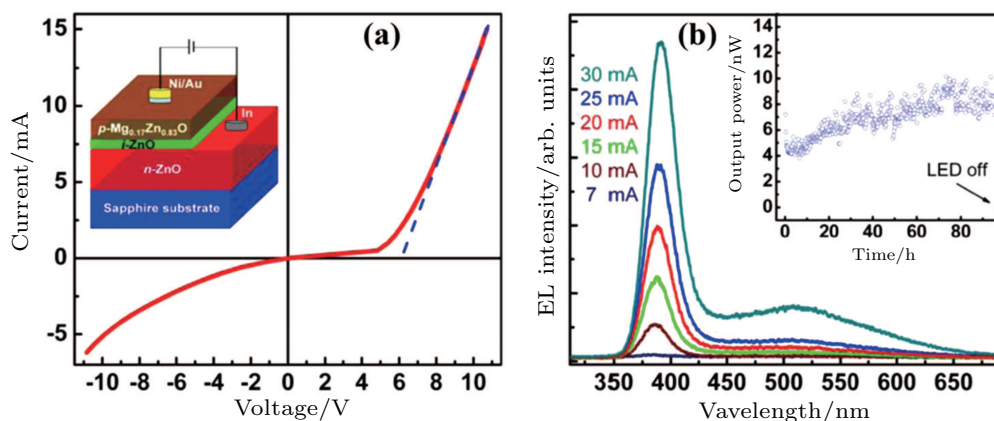 (a)
Current/mA
15
10
5
0
-5
-10 -8 -6 -4 -2 0 2 4 6 8 10
Voltage/V
Ni/Au
In
p-Mg0.17Zn0.83O
i-ZnO
n-ZnO
Sapphire substrate
(b)
EL intensity/arb. units
30 mA
25 mA
20 mA
15 mA
10 mA
7 mA
350 400 450 500 550 600 650
Vavelength/nm
Output power/nW
14
12
10
8
6
4
2
0
LED off
0 20 40 60 80
Time/h